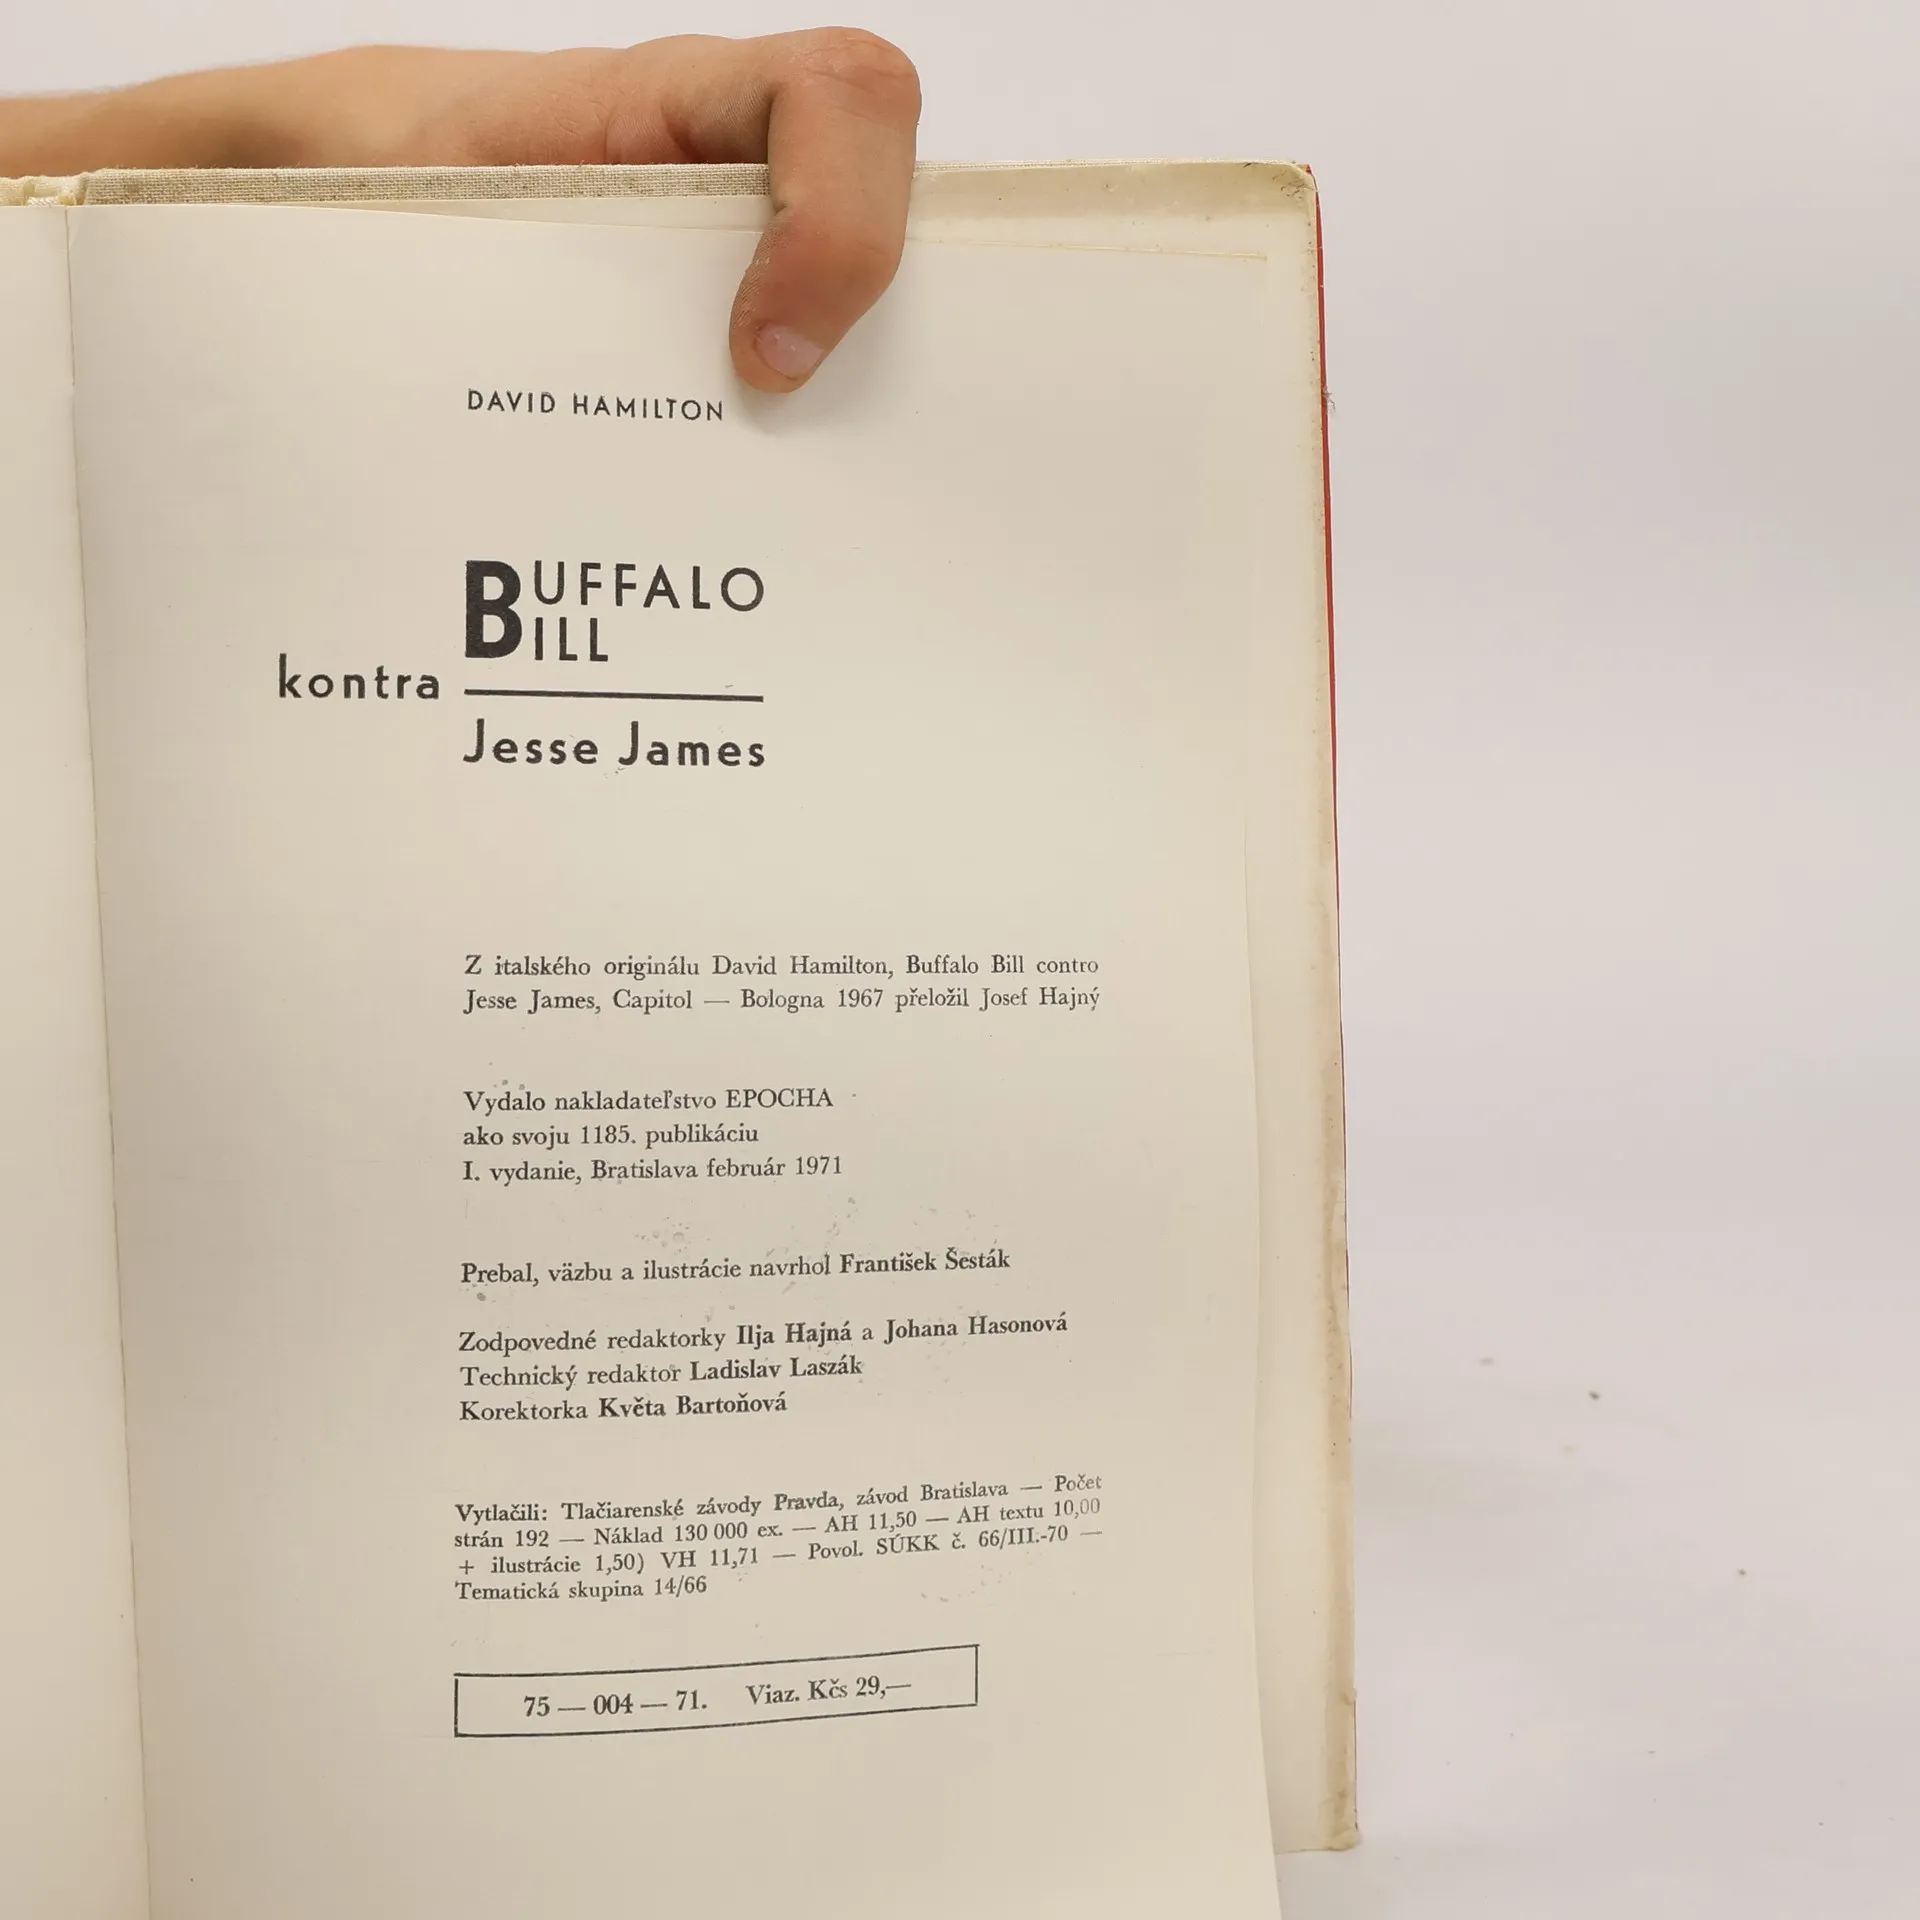 DAVID HAMILTON
BUFFALO
BILL
kontra
Jesse James
Z italského originálu David Hamilton, Buffalo Bill contro
Jesse James, Capitol — Bologna 1967 přeložil Josef Hajný
Vydalo nakladateľstvo EPOCHA
ako svoju 1185. publikáciu
I. vydanie, Bratislava február 1971
Prebal, väzbu a ilustrácie navrhol František Šesták
Zodpovedné redaktorky Ilja Hajná a Johana Hasonová
Technický redaktor Ladislav Laszák
Korektorka Květa Bartoňová
Vytlačili: Tlačiarenské závody Pravda, závod Bratislava — Počet
strán 192 — Náklad 130 000 ex. — AH 11,50 — AH textu 10,00
+ ilustrácie 1,50) VH 11,71 — Povol. SÚKK č. 66/III.-70 —
Tematická skupina 14/66
75 — 004 — 71. Viaz. Kčs 29,—